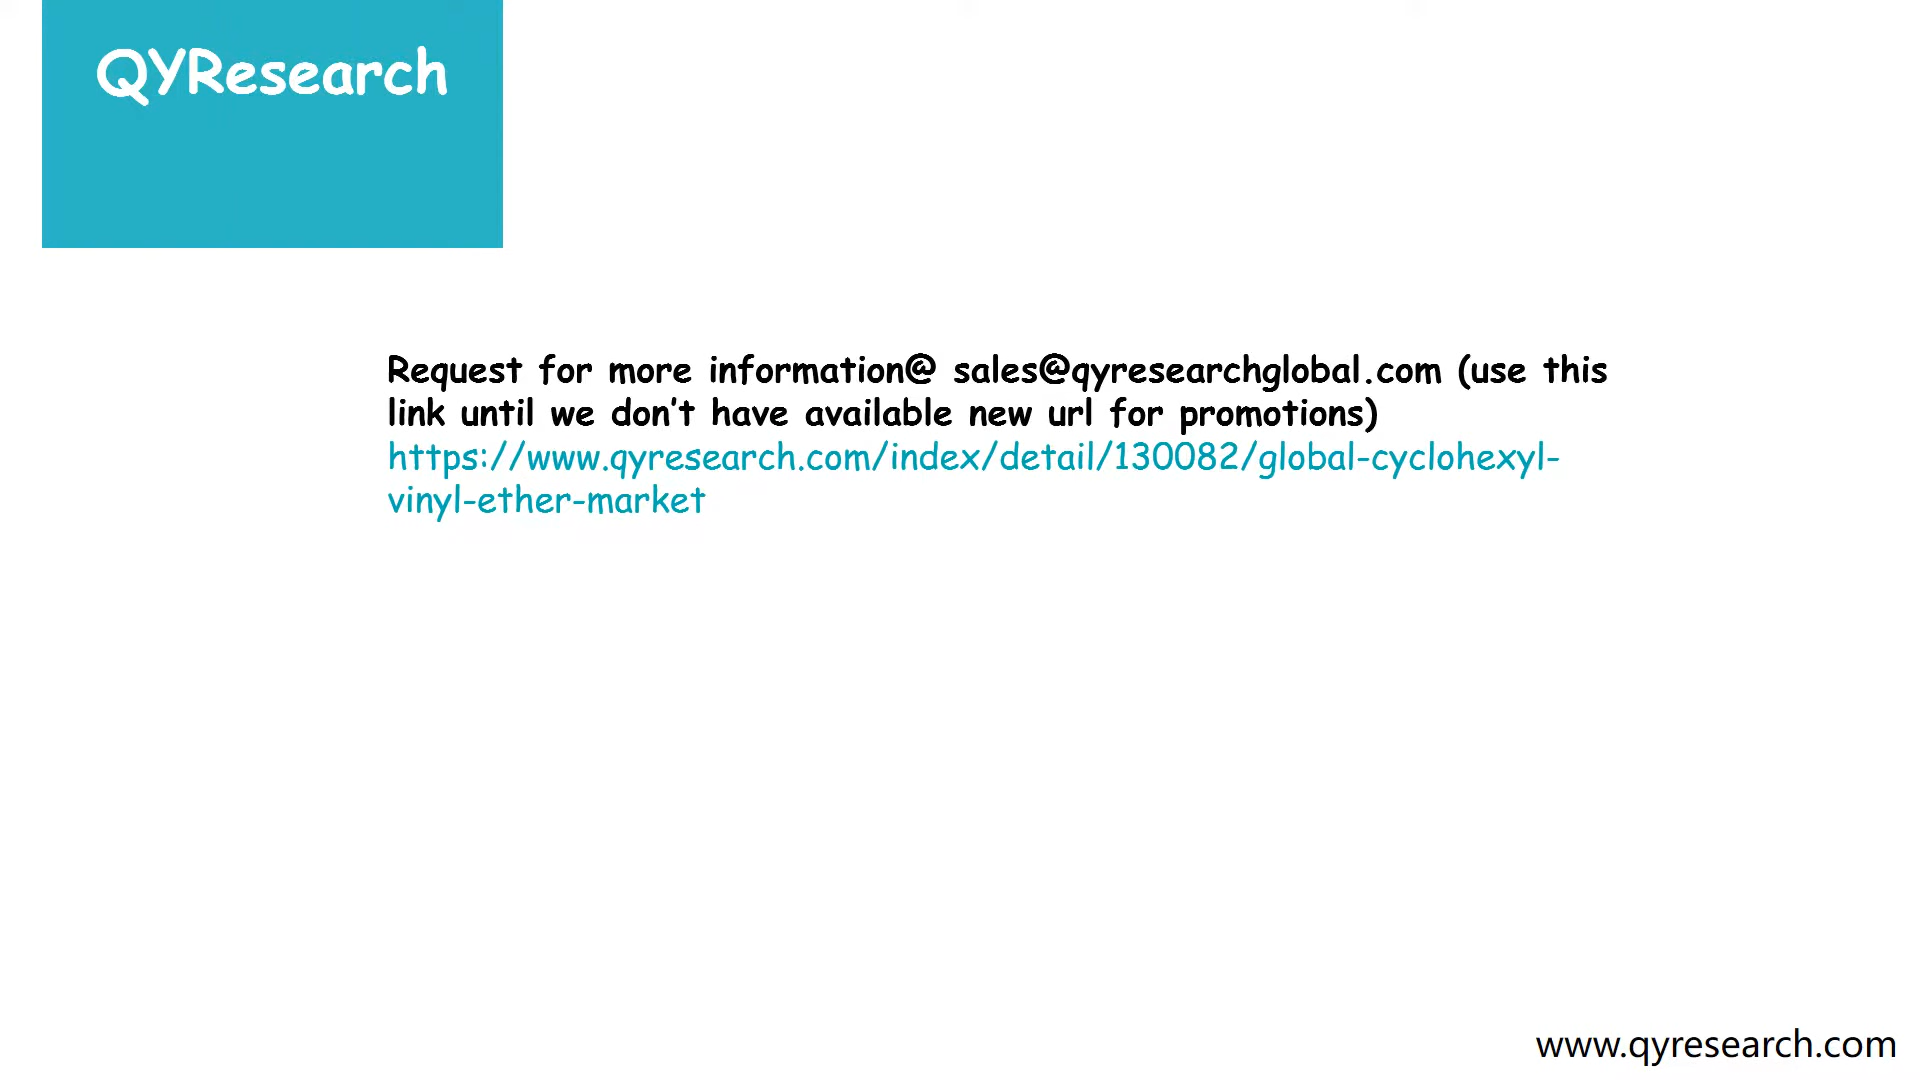 QYResearch
Request for more information@ sales@qyresearchglobal.com (use this
link until we don't have available new url for promotions)
https://www.qyresearch.com/index/detail/130082/global-cyclohexyl-
vinyl-ether-market
www.qyresearch.com